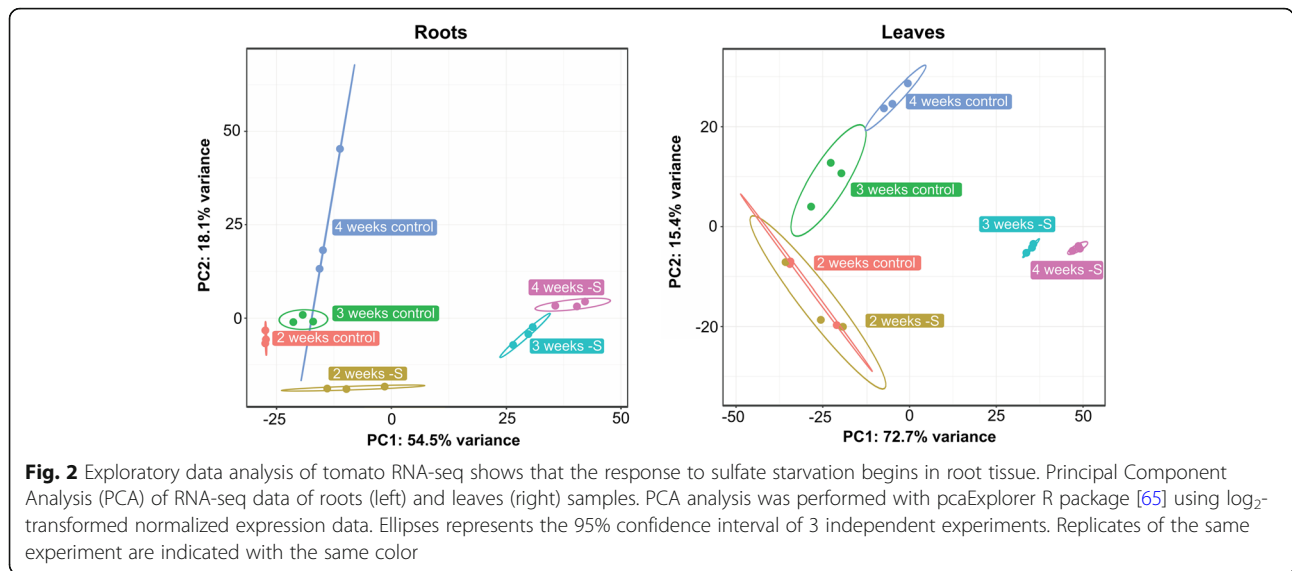 Roots
PC2: 18.1% variance
50
25
0
4 weeks control
3 weeks control
2 weeks control
2 weeks -S
4 weeks -S
3 weeks -S
-25
0
25
50
PC1: 54.5% variance
Leaves
PC2: 15.4% variance
20
0
-20
4 weeks control
3 weeks control
3 weeks -S
4 weeks -S
2 weeks control
2 weeks -S
-50
-25
0
25
50
PC1: 72.7% variance
Fig. 2 Exploratory data analysis of tomato RNA-seq shows that the response to sulfate starvation begins in root tissue. Principal Component
Analysis (PCA) of RNA-seq data of roots (left) and leaves (right) samples. PCA analysis was performed with pcaExplorer R package [65] using log₂-
transformed normalized expression data. Ellipses represents the 95% confidence interval of 3 independent experiments. Replicates of the same
experiment are indicated with the same color